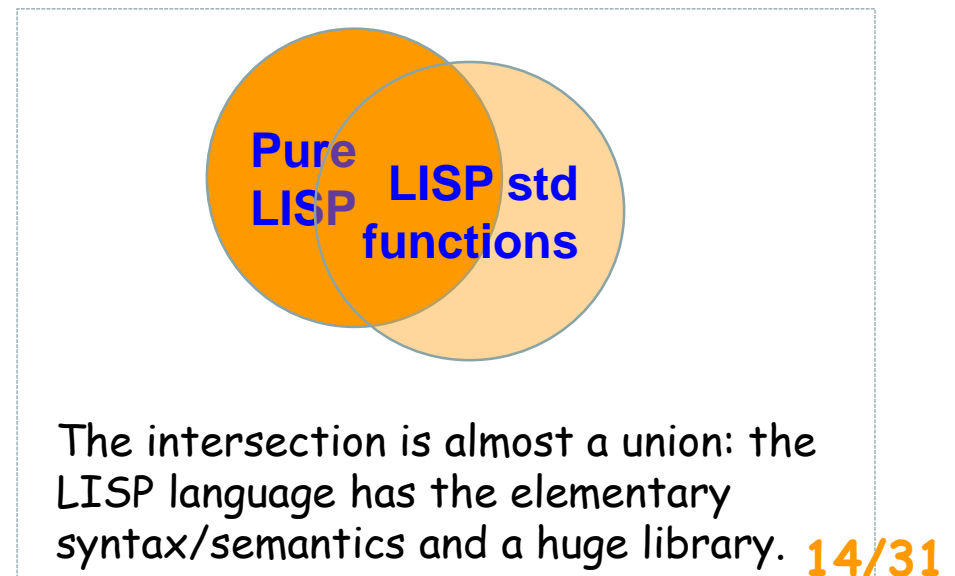 Pure
LISP
LISP std
functions
The intersection is almost a union: the
LISP language has the elementary
syntax/semantics and a huge library.
14/31